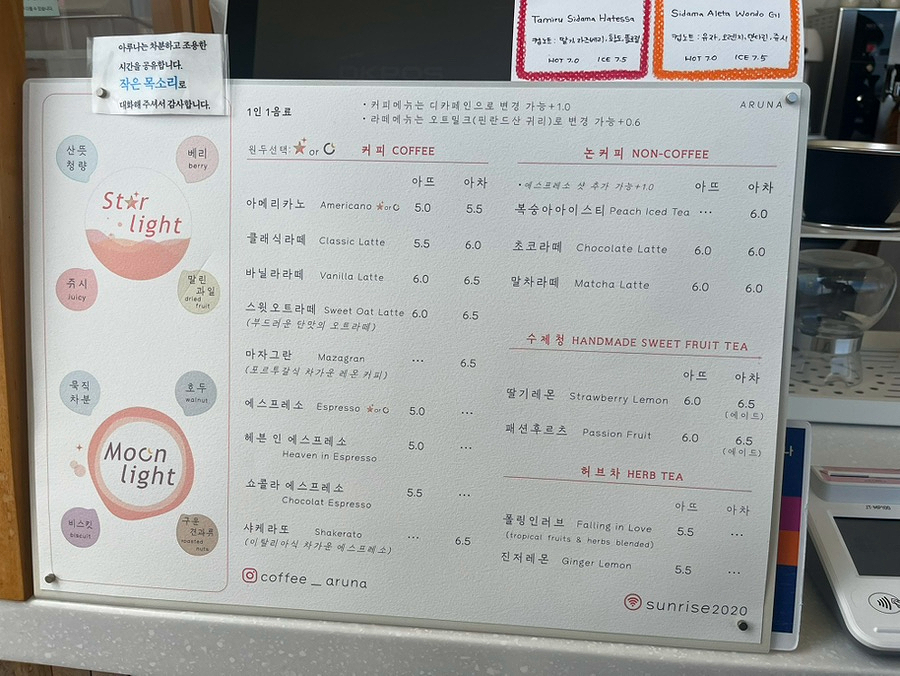 아루나는 차분하고 조용한
시간을 공유합니다.
작은 목소리로
대화해 주셔서 감사합니다.
Tamiru Sidama Hatessa
HOT 7.0 ICE 7.5
Sidama Aleta Wondo G1
컵노트 : 유자, 오렌지, 만다린, 쥬시
HOT 7.0 ICE 7.5
1인 1음료
• 커피메뉴는 디카페인으로 변경 가능+1.0
• 라떼메뉴는 오트밀크(핀란드산 귀리)로 변경 가능+0.6
ARUNA
산뜻
청량
베리
berry
Star
light
쥬시
juicy
말린
과일
dried
fruit
묵직
차분
호두
walnut
Moon
light
비스킷
biscuit
구운
견과류
roasted
nuts
원두선택: or
커피 COFFEE
아뜨 아차
아메리카노 Americano or 5.0 5.5
클래식라떼 Classic Latte 5.5 6.0
바닐라라떼 Vanilla Latte 6.0 6.5
스윗오트라떼 Sweet Oat Latte 6.0 6.5
(부드러운 단맛의 오트라떼)
마자그란 Mazagran ... 6.5
(포르투갈식 차가운 레몬 커피)
에스프레소 Espresso or 5.0 ...
헤븐 인 에스프레소 5.0 ...
Heaven in Espresso
쇼콜라 에스프레소 5.5 ...
Chocolat Espresso
샤케라또 Shakerato ... 6.5
(이탈리아식 차가운 에스프레소)
coffee_aruna
논커피 NON-COFFEE
• 에스프레소 샷 추가 가능+1.0 아뜨 아차
복숭아아이스티 Peach Iced Tea ... 6.0
초코라떼 Chocolate Latte 6.0 6.0
말차라떼 Matcha Latte 6.0 6.0
수제청 HANDMADE SWEET FRUIT TEA
아뜨 아차
딸기레몬 Strawberry Lemon 6.0 6.5
(에이드)
패션후르츠 Passion Fruit 6.0 6.5
(에이드)
허브차 HERB TEA
아뜨 아차
폴링인러브 Falling in Love 5.5 ...
(tropical fruits & herbs blended)
진저레몬 Ginger Lemon 5.5 ...
sunrise2020